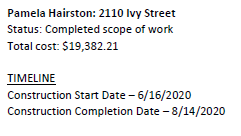 Pamela Hairston: 2110 Ivy Street
Status: Completed scope of work
Total cost: $19,382.21
TIMELINE
Construction Start Date – 6/16/2020
Construction Completion Date – 8/14/2020